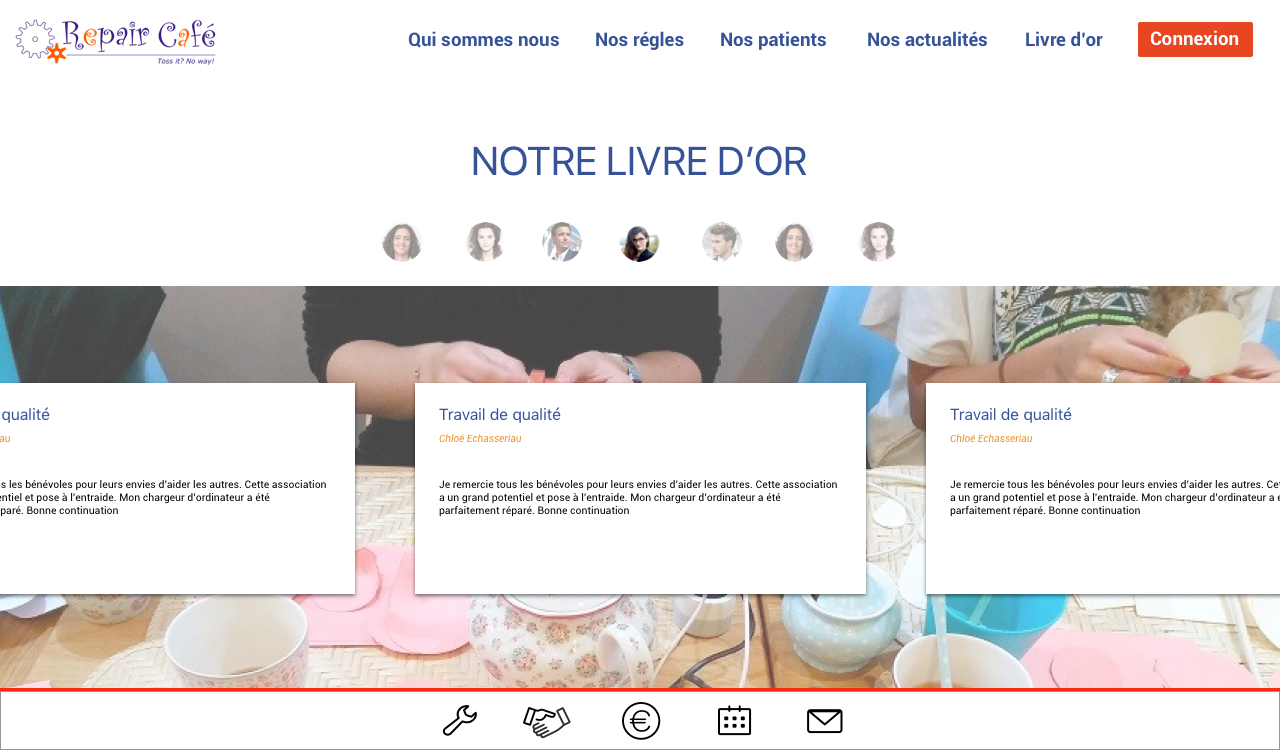 Repair Café
Toss it? No way!
Qui sommes nous Nos régles Nos patients Nos actualités Livre d'or Connexion
NOTRE LIVRE D'OR
qualité
au
s les bénévoles pour leurs envies d'aider les autres. Cette association
entiel et pose à l'entraide. Mon chargeur d'ordinateur a été
paré. Bonne continuation
Travail de qualité
Chloé Echasseriau
Je remercie tous les bénévoles pour leurs envies d'aider les autres. Cette association
a un grand potentiel et pose à l'entraide. Mon chargeur d'ordinateur a été
parfaitement réparé. Bonne continuation
Travail de qualité
Chloé Echasseriau
Je remercie tous les bénévoles pour leurs envies d'aider les autres. Ce
a un grand potentiel et pose à l'entraide. Mon chargeur d'ordinateur a é
parfaitement réparé. Bonne continuation